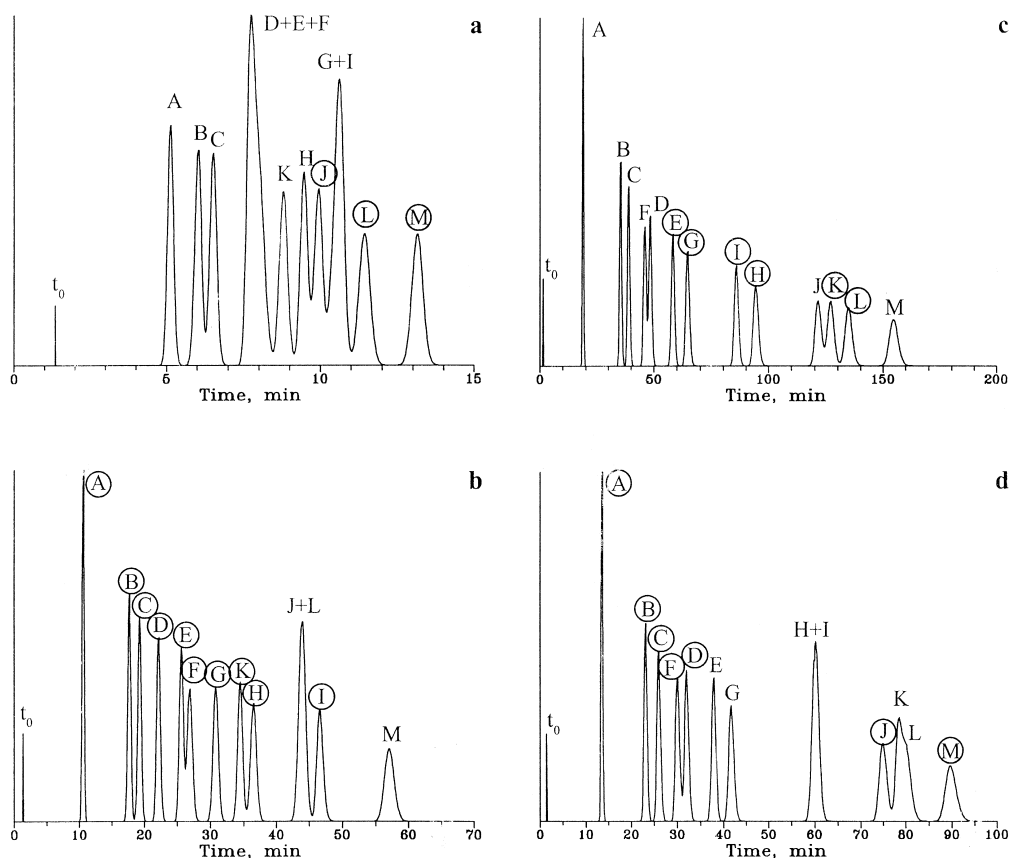 a
D+E+F
G+I
A
B
C
K
H
J
L
M
t0
0
5
10
15
Time, min
c
A
B
C
F
D
E
G
I
H
J
K
L
M
t0
0
50
100
150
200
Time, min
b
A
B
C
D
E
F
G
K
H
J+L
I
M
t0
0
10
20
30
40
50
60
70
Time, min
d
A
B
C
F
D
E
G
H+I
J
K
L
M
t0
0
10
20
30
40
50
60
70
80
90
100
Time, min